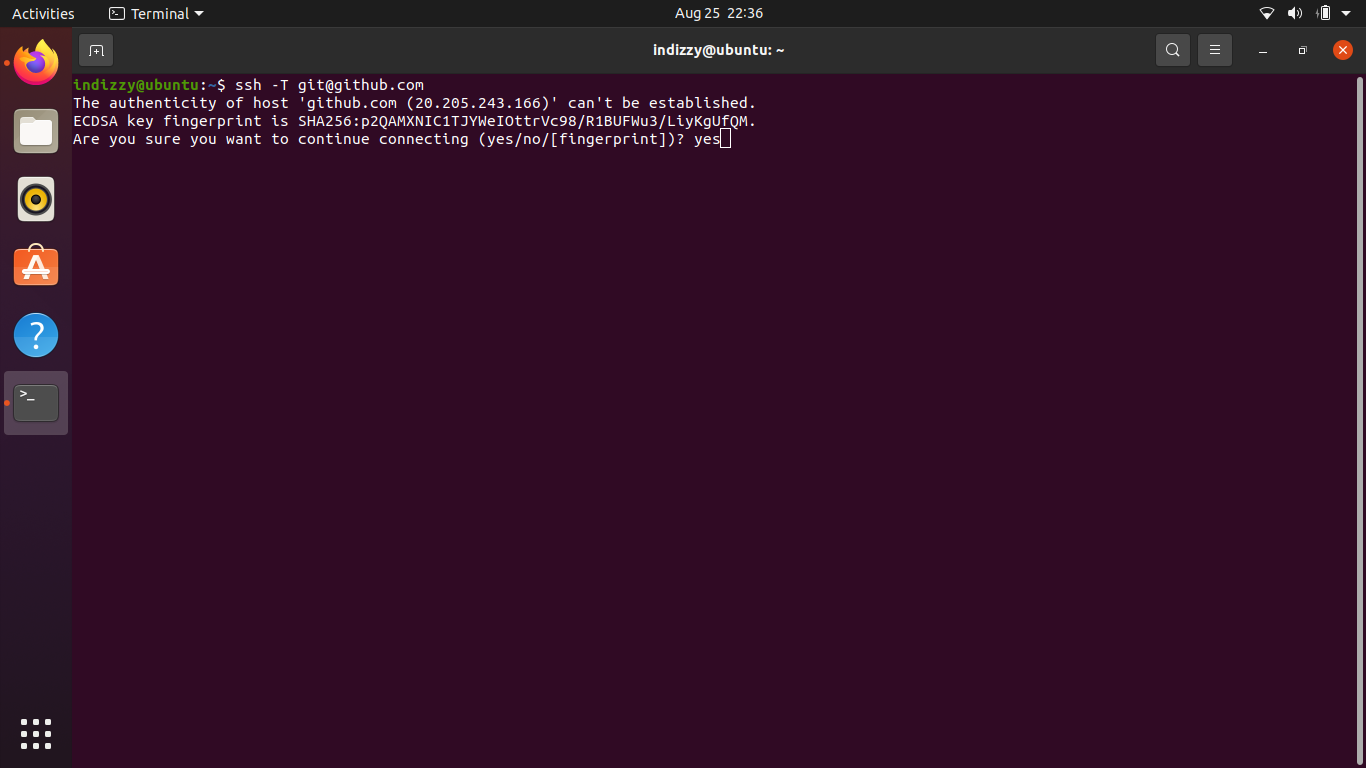 Activities
Terminal
Aug 25 22:36
indizzy@ubuntu: ~
indizzy@ubuntu:~$ ssh -T git@github.com
The authenticity of host 'github.com (20.205.243.166)' can't be established.
ECDSA key fingerprint is SHA256:p2QAMXNIC1TJYWeIOttrVc98/R1BUFWu3/LiyKgUfQM.
Are you sure you want to continue connecting (yes/no/[fingerprint])? yes